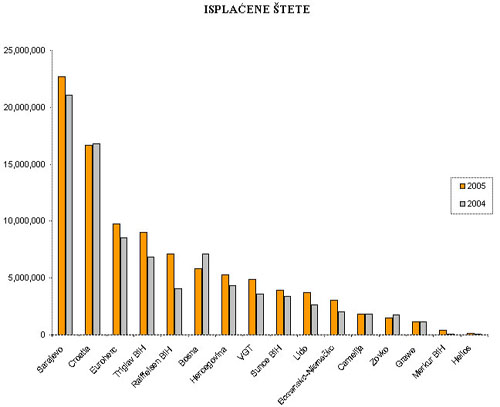 ISPLAĆENE ŠTETE
25,000,000
20,000,000
15,000,000
10,000,000
5,000,000
0
2005
2004
Sarajevo
Croatia
Euroherc
Triglav BIH
Raiffeisen BIH
Bosna
Hercegovina
VGT
Sunce BIH
Lido
Bosansko-Njemačko
Camelija
Zovko
Grawe
Merkur BIH
Helios